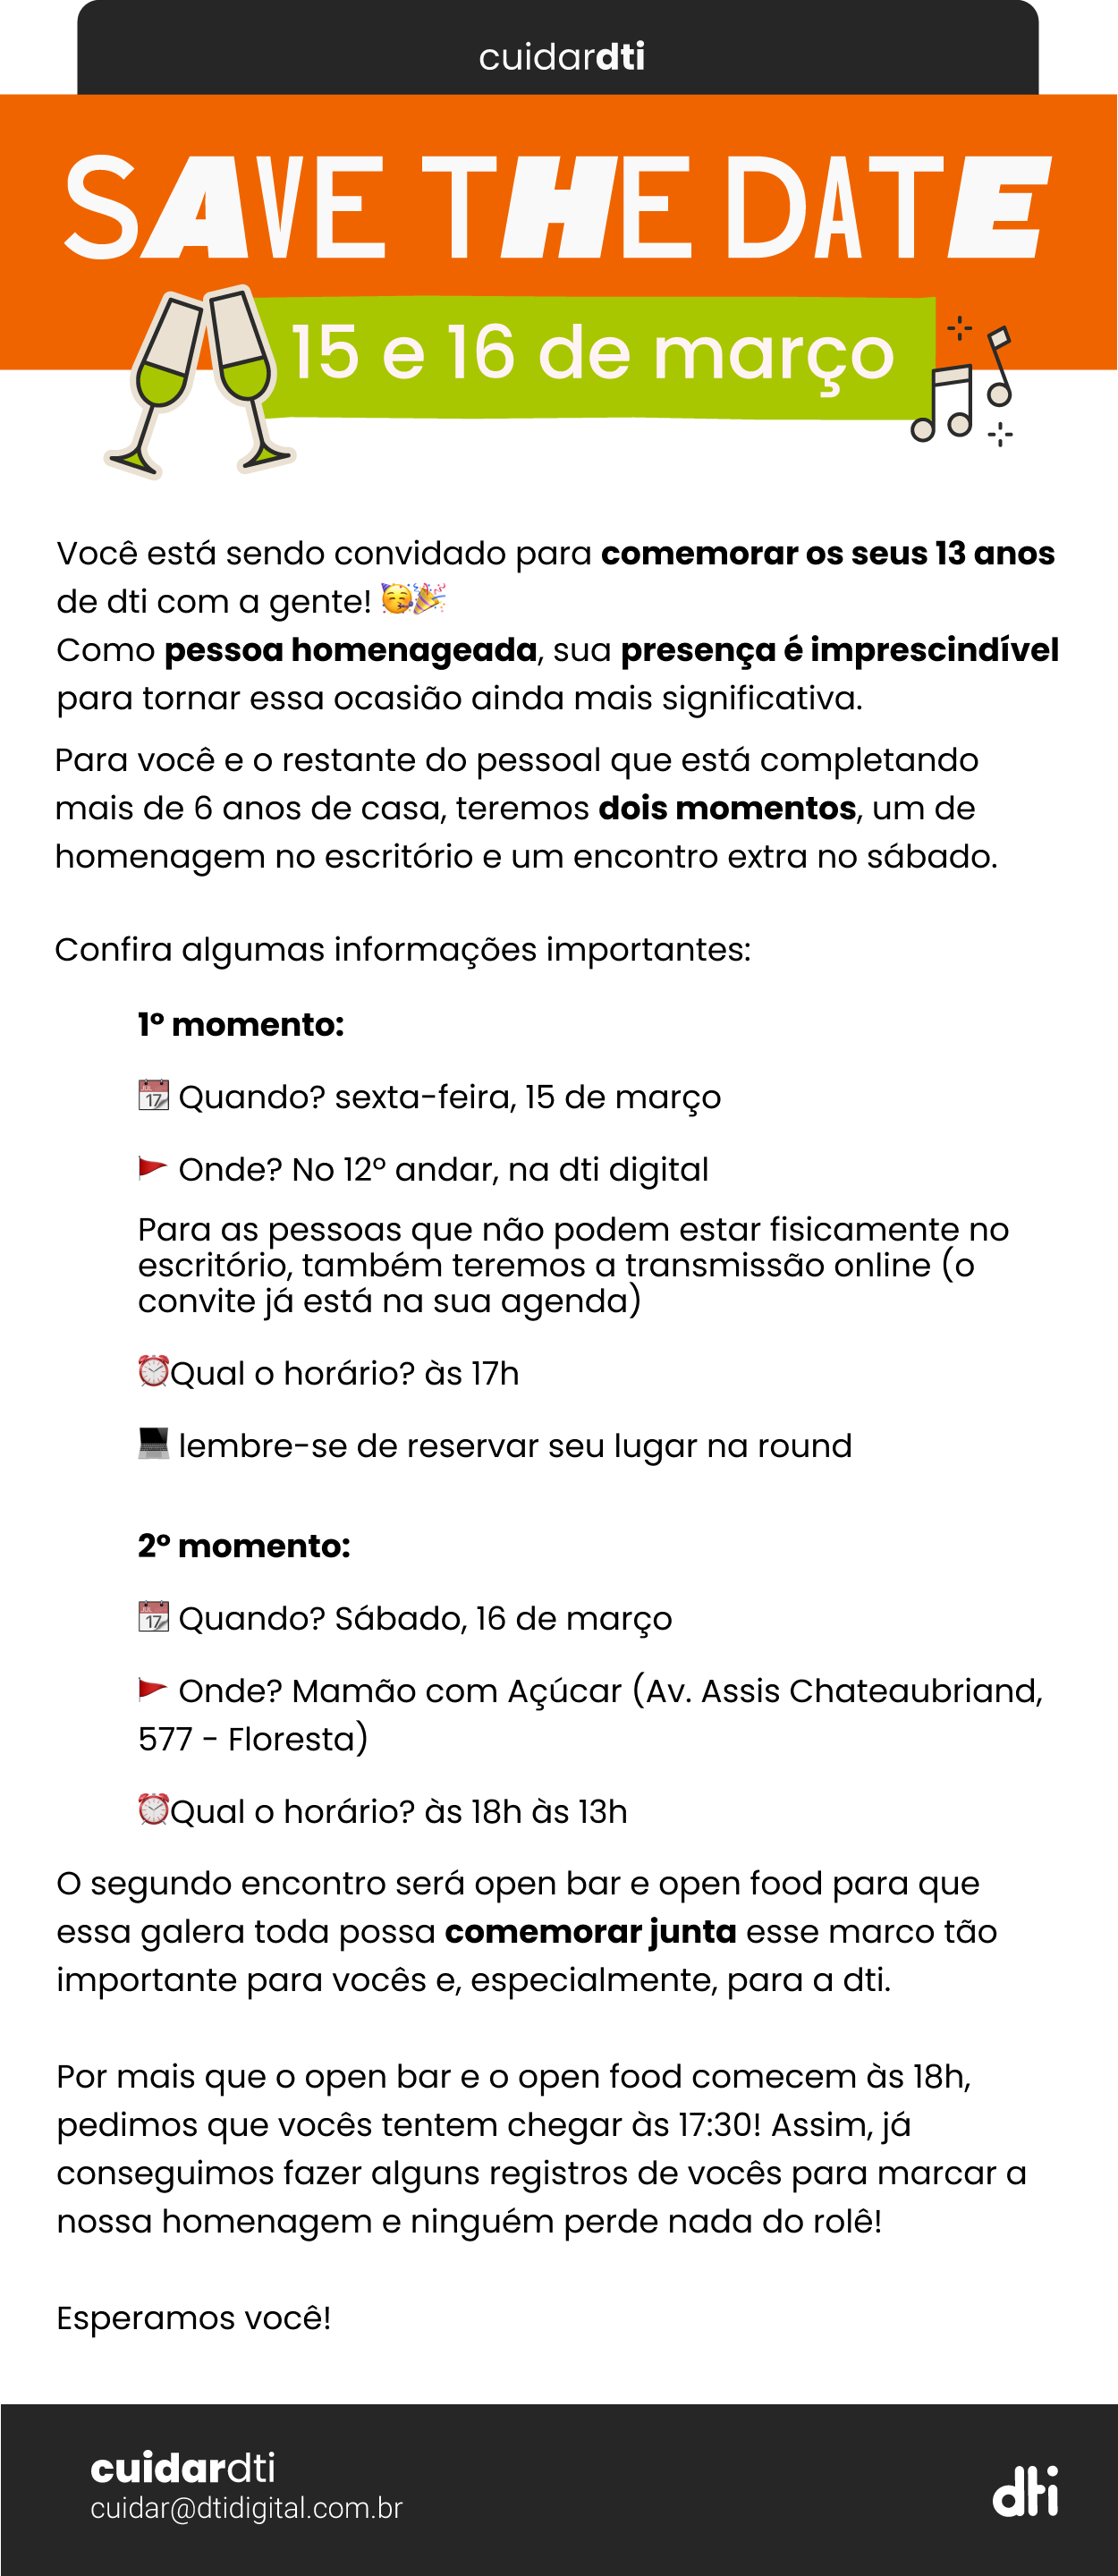 cuidardti
SAVE THE DATE
15 e 16 de março
Você está sendo convidado para comemorar os seus 13 anos
de dti com a gente! 🥳🎉
Como pessoa homenageada, sua presença é imprescindível
para tornar essa ocasião ainda mais significativa.
Para você e o restante do pessoal que está completando
mais de 6 anos de casa, teremos dois momentos, um de
homenagem no escritório e um encontro extra no sábado.
Confira algumas informações importantes:
1º momento:
📆 Quando? sexta-feira, 15 de março
🚩 Onde? No 12º andar, na dti digital
Para as pessoas que não podem estar fisicamente no
escritório, também teremos a transmissão online (o
convite já está na sua agenda)
⏰Qual o horário? às 17h
💻 lembre-se de reservar seu lugar na round
2º momento:
📆 Quando? Sábado, 16 de março
🚩 Onde? Mamão com Açúcar (Av. Assis Chateaubriand,
577 - Floresta)
⏰Qual o horário? às 18h às 13h
O segundo encontro será open bar e open food para que
essa galera toda possa comemorar junta esse marco tão
importante para vocês e, especialmente, para a dti.
Por mais que o open bar e o open food comecem às 18h,
pedimos que vocês tentem chegar às 17:30! Assim, já
conseguimos fazer alguns registros de vocês para marcar a
nossa homenagem e ninguém perde nada do rolê!
Esperamos você!
cuidardti
cuidar@dtidigital.com.br
dti